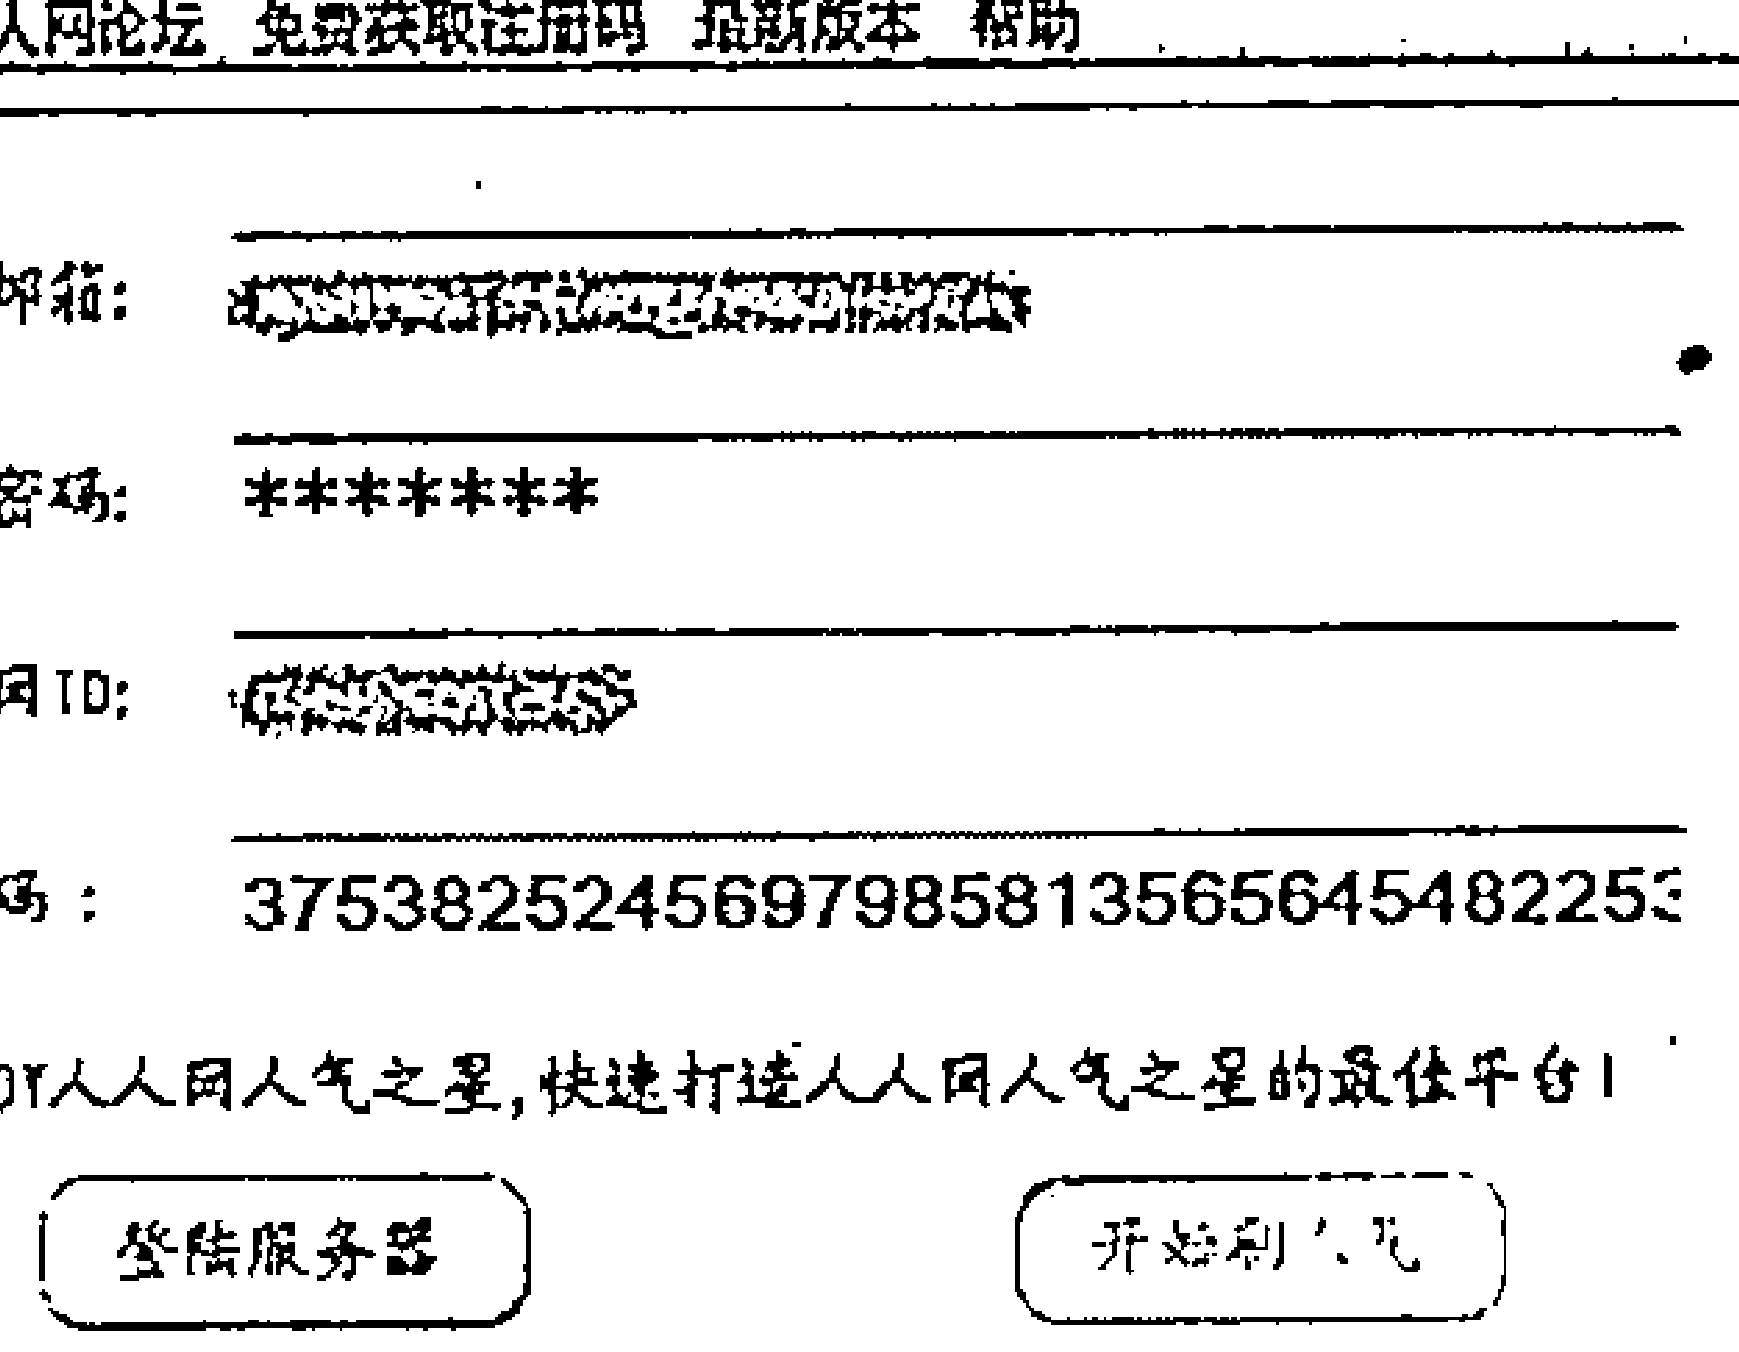 人网论坛 免费获取注册码 最新版本 帮助
邮箱:
密码: *******
网ID:
码: 3753825245697985813565645482253
DY人人网人气之星,快速打造人人网人气之星的最佳平台!
登陆服务器 开始刷人气